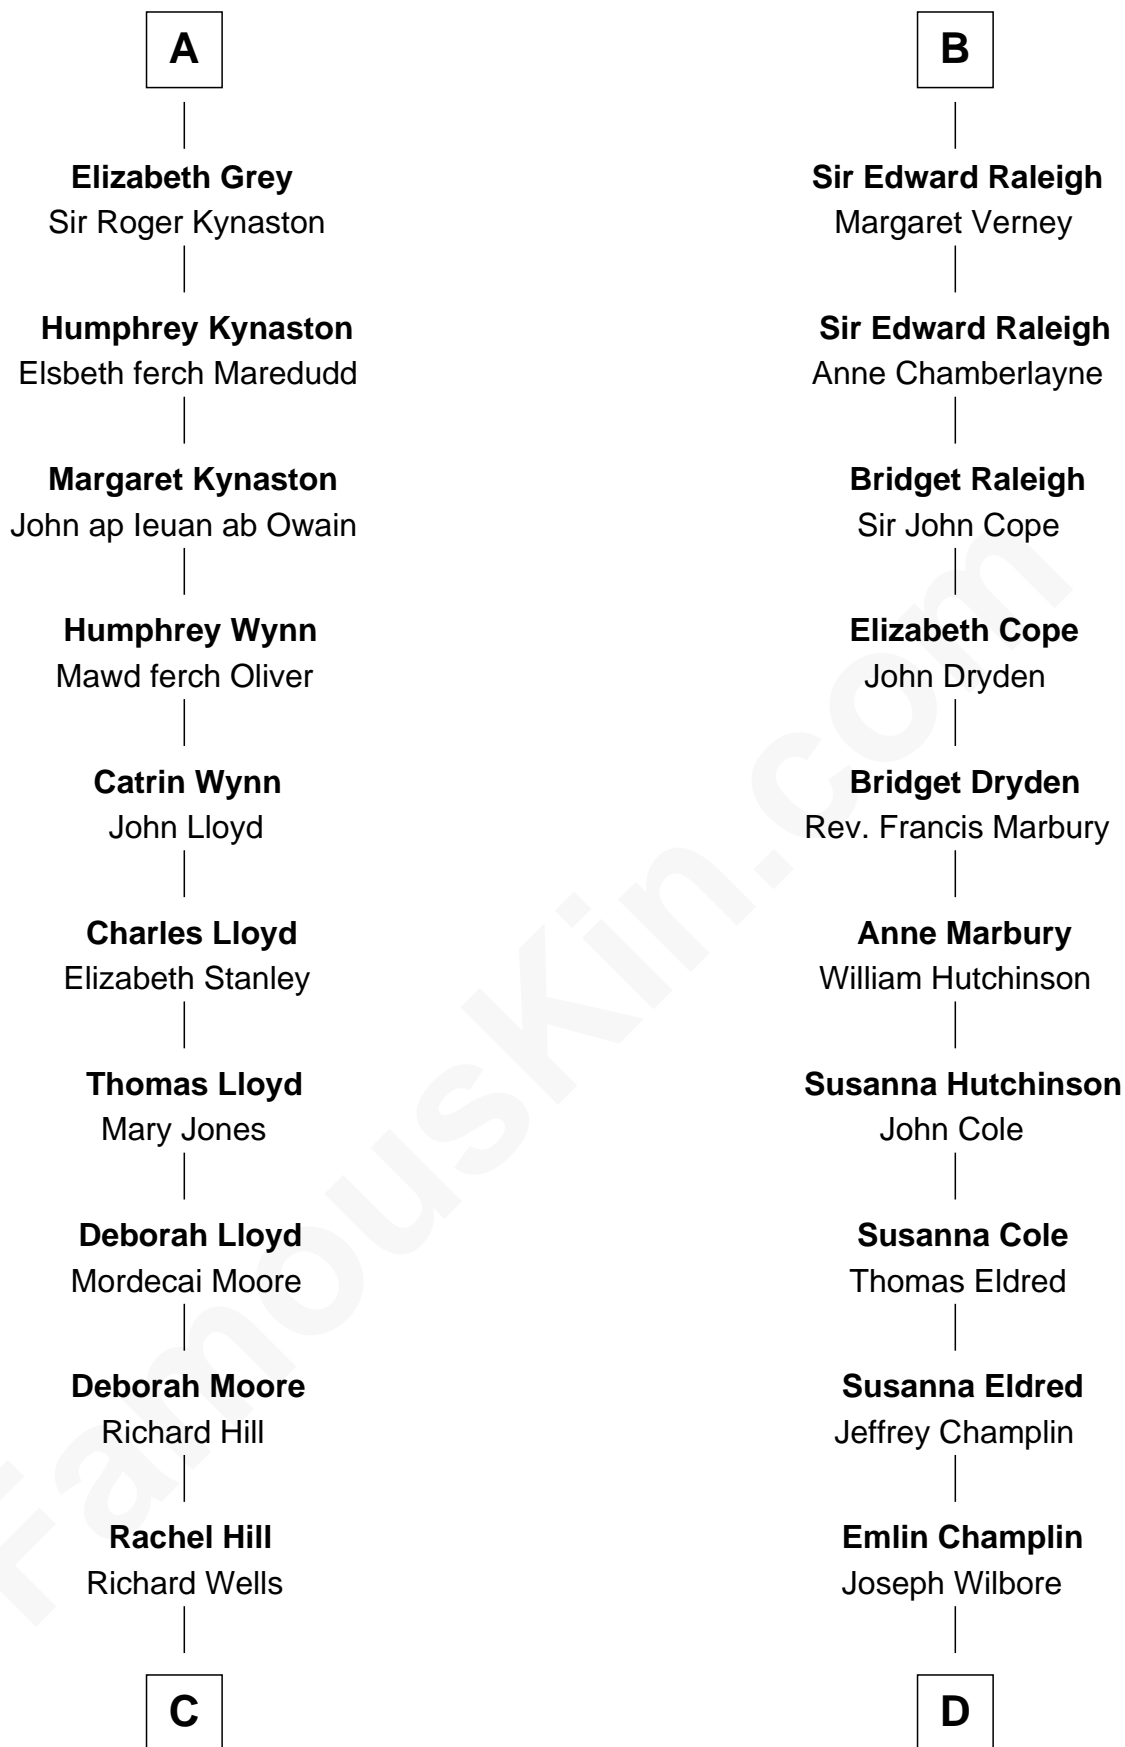 A
Elizabeth Grey
Sir Roger Kynaston
Humphrey Kynaston
Elsbeth ferch Maredudd
Margaret Kynaston
John ap Ieuan ab Owain
Humphrey Wynn
Mawd ferch Oliver
Catrin Wynn
John Lloyd
Charles Lloyd
Elizabeth Stanley
Thomas Lloyd
Mary Jones
Deborah Lloyd
Mordecai Moore
Deborah Moore
Richard Hill
Rachel Hill
Richard Wells
C
B
Sir Edward Raleigh
Margaret Verney
Sir Edward Raleigh
Anne Chamberlayne
Bridget Raleigh
Sir John Cope
Elizabeth Cope
John Dryden
Bridget Dryden
Rev. Francis Marbury
Anne Marbury
William Hutchinson
Susanna Hutchinson
John Cole
Susanna Cole
Thomas Eldred
Susanna Eldred
Jeffrey Champlin
Emlin Champlin
Joseph Wilbore
D
FamousKin.com